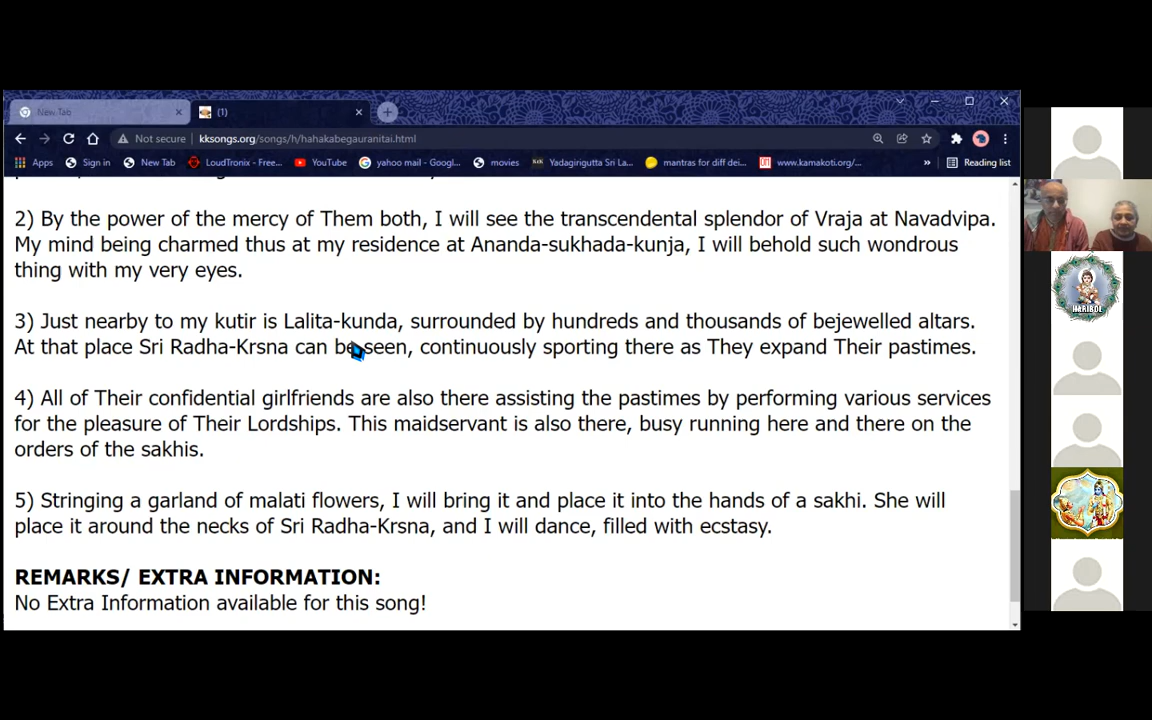 New Tab
(1)
Not secure kksongs.org/songs/h/hahakabegauranitai.html
Apps Sign in New Tab LoudTronix - Free... YouTube yahoo mail - Googl... movies Yadagirigutta Sri La... mantras for diff dei... www.kamakoti.org/... » Reading list
2) By the power of the mercy of Them both, I will see the transcendental splendor of Vraja at Navadvipa.
My mind being charmed thus at my residence at Ananda-sukhada-kunja, I will behold such wondrous
thing with my very eyes.
3) Just nearby to my kutir is Lalita-kunda, surrounded by hundreds and thousands of bejewelled altars.
At that place Sri Radha-Krsna can be seen, continuously sporting there as They expand Their pastimes.
4) All of Their confidential girlfriends are also there assisting the pastimes by performing various services
for the pleasure of Their Lordships. This maidservant is also there, busy running here and there on the
orders of the sakhis.
5) Stringing a garland of malati flowers, I will bring it and place it into the hands of a sakhi. She will
place it around the necks of Sri Radha-Krsna, and I will dance, filled with ecstasy.
REMARKS/ EXTRA INFORMATION:
No Extra Information available for this song!
HARIBOL